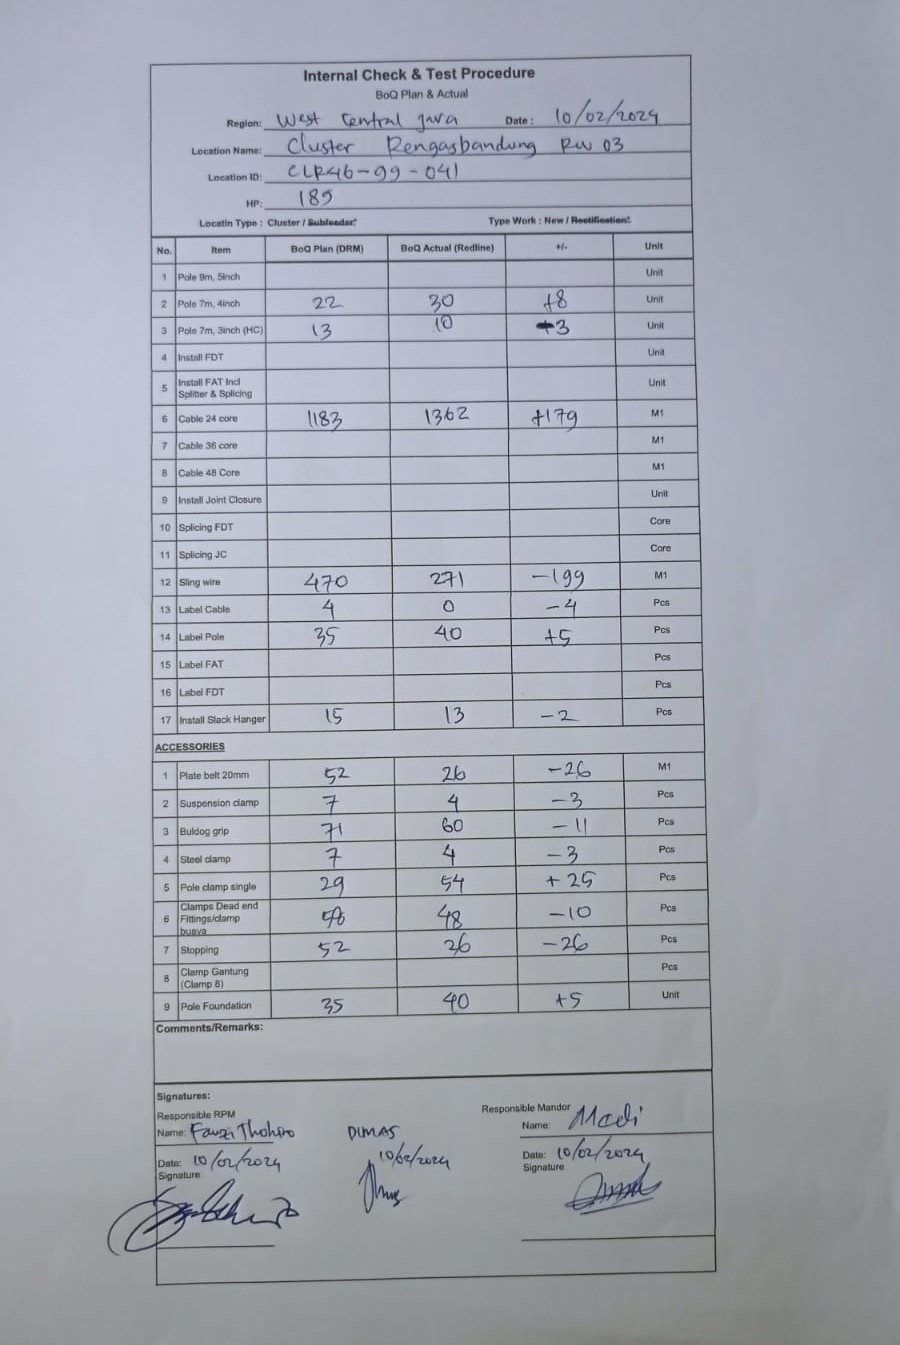 Internal Check & Test Procedure
BoQ Plan & Actual
Region: West Central Java Date : 10/02/2024
Location Name: Cluster Rengasbandung RW 03
Location ID: CLR46-99-041
HP: 189
Locatin Type : Cluster / Subfeeder* Type Work : New / Rectification*
No. Item BoQ Plan (DRM) BoQ Actual (Redline) +/- Unit
1 Pole 9m, 5inch Unit
2 Pole 7m, 4inch 22 30 +8 Unit
3 Pole 7m, 3inch (HC) 13 10 +3 Unit
4 Install FDT Unit
5 Install FAT Incl Unit
Splitter & Splicing
6 Cable 24 core 1183 1362 +179 M1
7 Cable 36 core M1
8 Cable 48 Core M1
9 Install Joint Closure Unit
10 Splicing FDT Core
11 Splicing JC Core
12 Sling wire 470 271 -199 M1
13 Label Cable 4 0 -4 Pcs
14 Label Pole 35 40 +5 Pcs
15 Label FAT Pcs
16 Label FDT Pcs
17 Install Slack Hanger 15 13 -2 Pcs
ACCESSORIES
1 Plate belt 20mm 52 26 -26 M1
2 Suspension clamp 7 4 -3 Pcs
3 Buldog grip 71 60 -11 Pcs
4 Steel clamp 7 4 -3 Pcs
5 Pole clamp single 29 54 +25 Pcs
Clamps Dead end
6 Fittings/clamp 58 48 -10 Pcs
buaya
7 Stopping 52 26 -26 Pcs
8 Clamp Gantung Pcs
(Clamp 8)
9 Pole Foundation 35 40 +5 Unit
Comments/Remarks:
Signatures:
Responsible RPM Responsible Mandor
Name: Fauzi Thohiro DIMAS Name: Madi
Date: 10/02/2024 10/02/2024 Date: 10/02/2024
Signature Signature